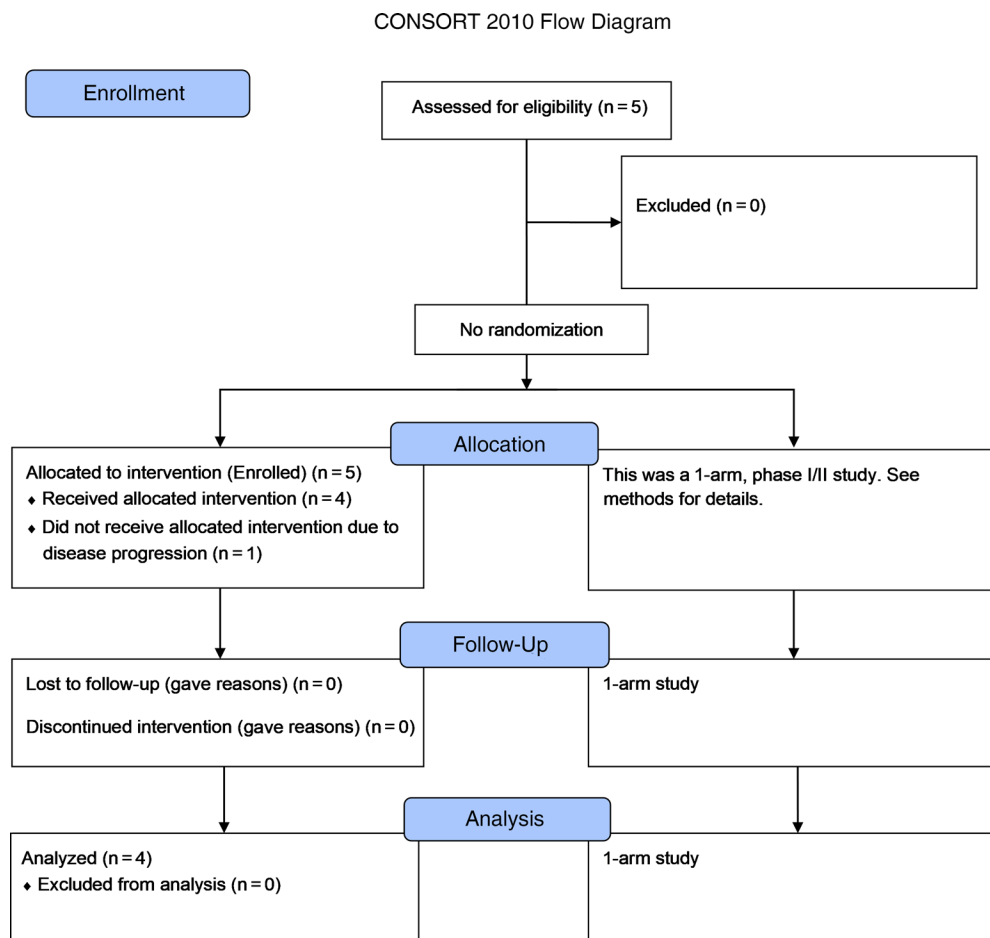 CONSORT 2010 Flow Diagram
Enrollment
Assessed for eligibility (n = 5)
Excluded (n = 0)
No randomization
Allocation
Allocated to intervention (Enrolled) (n = 5)
♦ Received allocated intervention (n = 4)
♦ Did not receive allocated intervention due to
disease progression (n = 1)
This was a 1-arm, phase I/II study. See
methods for details.
Follow-Up
Lost to follow-up (gave reasons) (n = 0)
Discontinued intervention (gave reasons) (n = 0)
1-arm study
Analysis
Analyzed (n = 4)
♦ Excluded from analysis (n = 0)
1-arm study